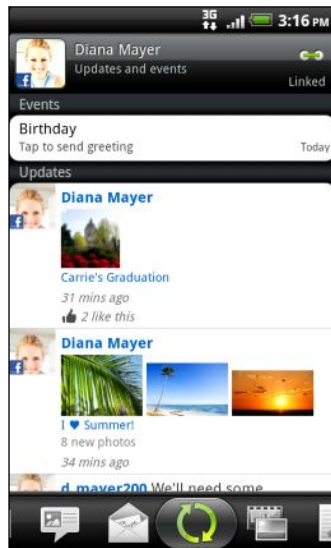 3G
3:16 PM
Diana Mayer
Updates and events
Linked
Events
Birthday
Tap to send greeting
Today
Updates
Diana Mayer
Carrie's Graduation
31 mins ago
2 like this
Diana Mayer
I ♥ Summer!
8 new photos
34 mins ago
d_mayer200 We'll need some